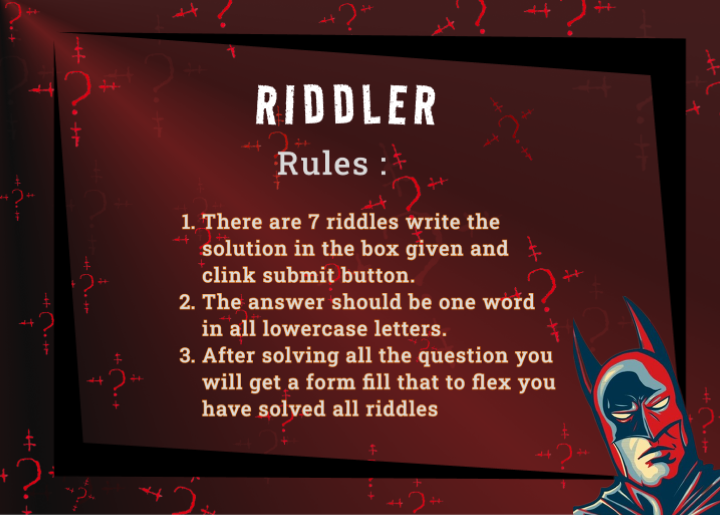 RIDDLER
Rules :
1. There are 7 riddles write the
solution in the box given and
clink submit button.
2. The answer should be one word
in all lowercase letters.
3. After solving all the question you
will get a form fill that to flex you
have solved all riddles